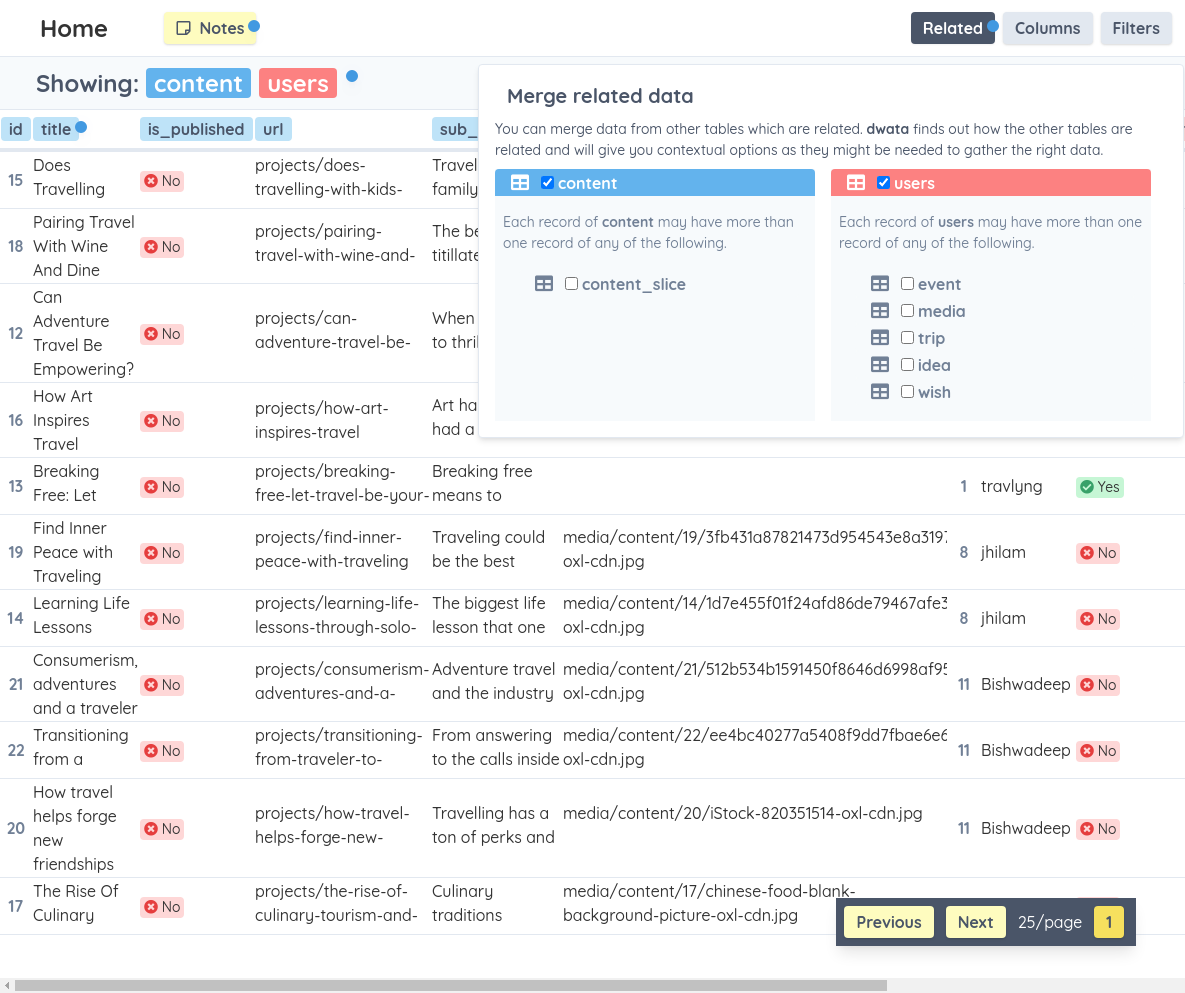 Home Notes Related Columns Filters
Showing: content users
Merge related data
You can merge data from other tables which are related. dwata finds out how the other tables are
related and will give you contextual options as they might be needed to gather the right data.
content users
Each record of content may have more than
one record of any of the following.
content_slice
Each record of users may have more than one
record of any of the following.
event
media
trip
idea
wish
id title is_published url sub_
15 Does
Travelling No projects/does-
travelling-with-kids- Travel
family
18 Pairing Travel
With Wine
And Dine No projects/pairing-
travel-with-wine-and- The be
titillate
12 Can
Adventure
Travel Be
Empowering? No projects/can-
adventure-travel-be- When
to thril
16 How Art
Inspires
Travel No projects/how-art-
inspires-travel Art ha
had a
13 Breaking
Free: Let No projects/breaking-
free-let-travel-be-your- Breaking free
means to 1 travlyng Yes
19 Find Inner
Peace with
Traveling No projects/find-inner-
peace-with-traveling Traveling could
be the best media/content/19/3fb431a87821473d954543e8a3197
oxl-cdn.jpg 8 jhilam No
14 Learning Life
Lessons No projects/learning-life-
lessons-through-solo- The biggest life
lesson that one media/content/14/1d7e455f01f24afd86de79467afe3
oxl-cdn.jpg 8 jhilam No
21 Consumerism,
adventures
and a traveler No projects/consumerism-
adventures-and-a- Adventure travel
and the industry media/content/21/512b534b1591450f8646d6998af95
oxl-cdn.jpg 11 Bishwadeep No
22 Transitioning
from a No projects/transitioning-
from-traveler-to- From answering
to the calls inside media/content/22/ee4bc40277a5408f9dd7fbae6e6
oxl-cdn.jpg 11 Bishwadeep No
20 How travel
helps forge
new
friendships No projects/how-travel-
helps-forge-new- Travelling has a
ton of perks and media/content/20/iStock-820351514-oxl-cdn.jpg 11 Bishwadeep No
17 The Rise Of
Culinary No projects/the-rise-of-
culinary-tourism-and- Culinary
traditions media/content/17/chinese-food-blank-
background-picture-oxl-cdn.jpg
Previous Next 25/page 1